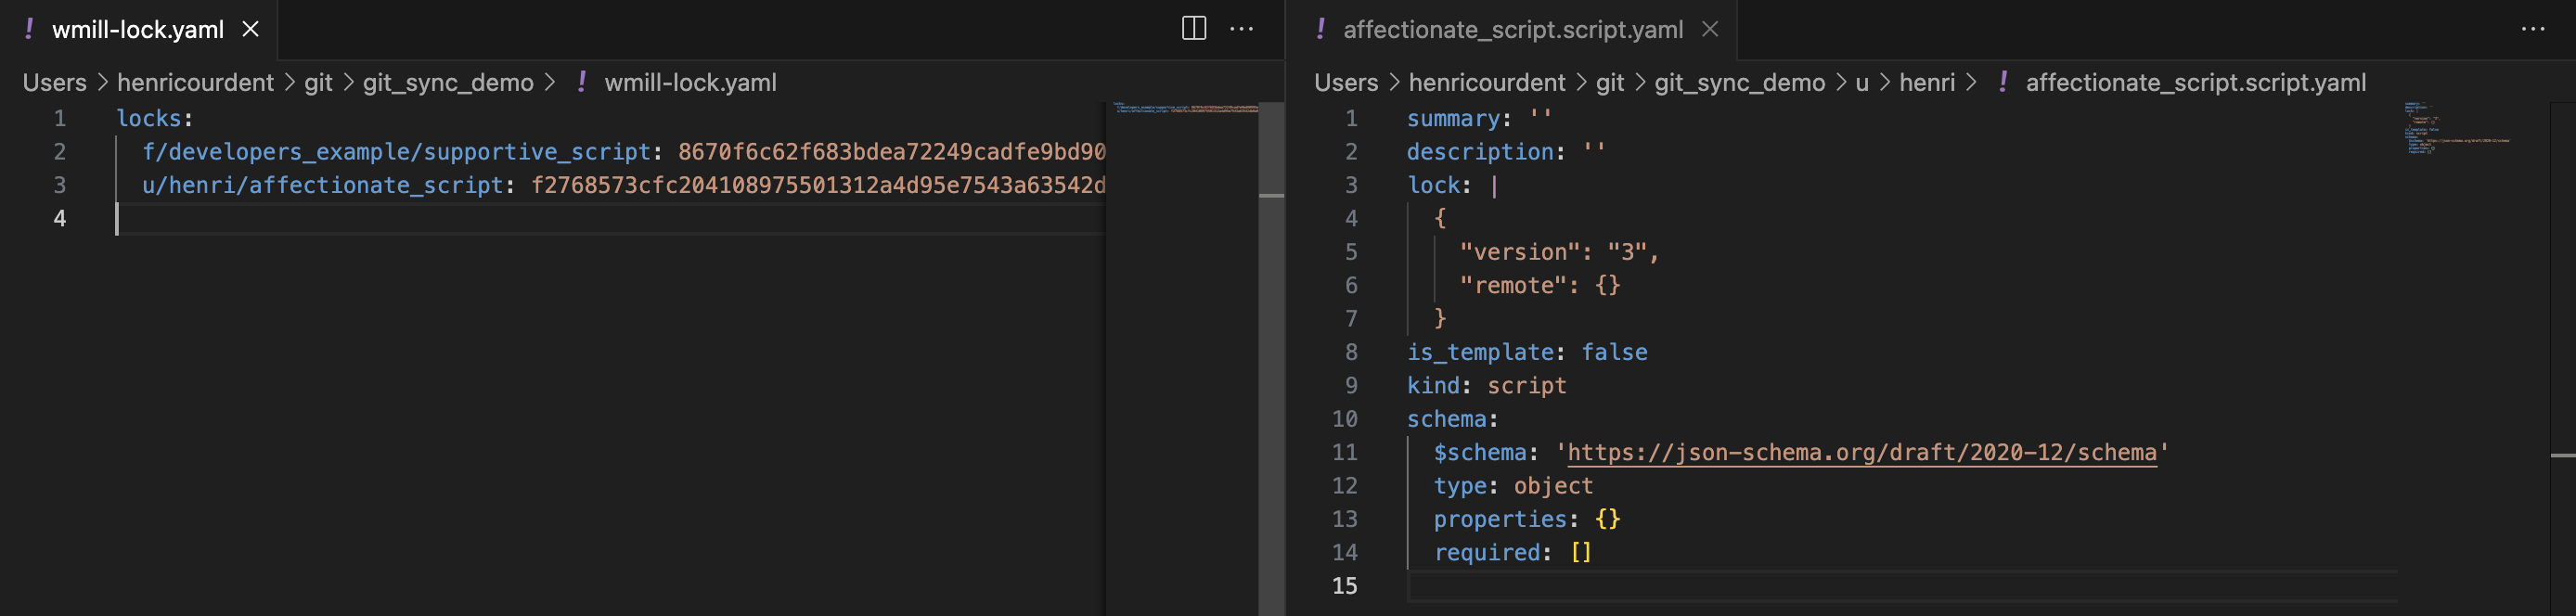 wmill-lock.yaml
Users > henricourdent > git > git_sync_demo > ! wmill-lock.yaml
1 locks:
2 f/developers_example/supportive_script: 8670f6c62f683bdea72249cadfe9bd90
3 u/henri/affectionate_script: f2768573cfc204108975501312a4d95e7543a63542d
4
affectionate_script.script.yaml
Users > henricourdent > git > git_sync_demo > u > henri > ! affectionate_script.script.yaml
1 summary: ''
2 description: ''
3 lock: |
4 {
5 "version": "3",
6 "remote": {}
7 }
8 is_template: false
9 kind: script
10 schema:
11 $schema: 'https://json-schema.org/draft/2020-12/schema'
12 type: object
13 properties: {}
14 required: []
15